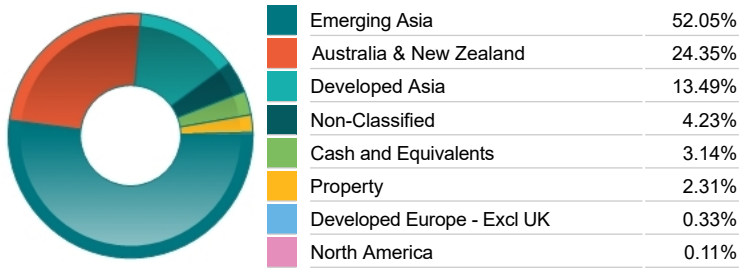 Emerging Asia 52.05%
Australia & New Zealand 24.35%
Developed Asia 13.49%
Non-Classified 4.23%
Cash and Equivalents 3.14%
Property 2.31%
Developed Europe - Excl UK 0.33%
North America 0.11%